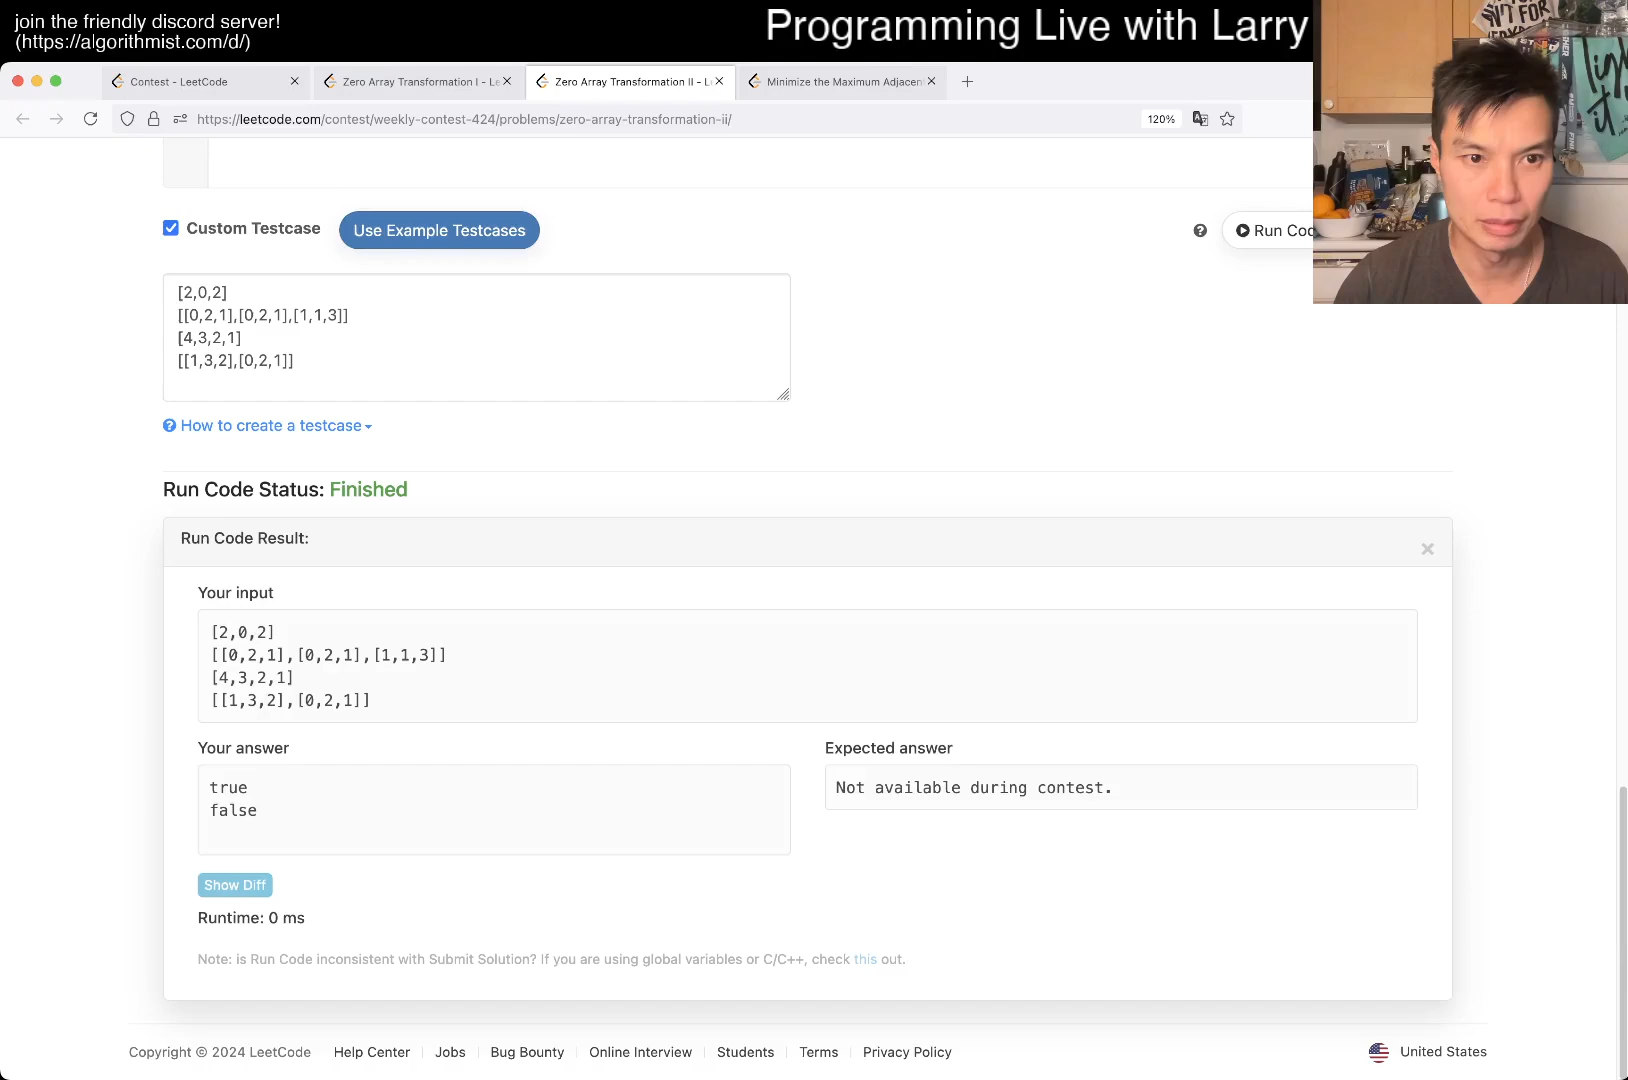 join the friendly discord server!
(https://algorithmist.com/d/)
Programming Live with Larry
Contest - LeetCode
Zero Array Transformation I - Le
Zero Array Transformation II - Le
Minimize the Maximum Adjacen
https://leetcode.com/contest/weekly-contest-424/problems/zero-array-transformation-ii/
120%
Custom Testcase
Use Example Testcases
Run Coc
[2,0,2]
[[0,2,1],[0,2,1],[1,1,3]]
[4,3,2,1]
[[1,3,2],[0,2,1]]
How to create a testcase
Run Code Status: Finished
Run Code Result:
Your input
[2,0,2]
[[0,2,1],[0,2,1],[1,1,3]]
[4,3,2,1]
[[1,3,2],[0,2,1]]
Your answer
Expected answer
true
false
Not available during contest.
Show Diff
Runtime: 0 ms
Note: is Run Code inconsistent with Submit Solution? If you are using global variables or C/C++, check this out.
Copyright © 2024 LeetCode
Help Center
Jobs
Bug Bounty
Online Interview
Students
Terms
Privacy Policy
United States